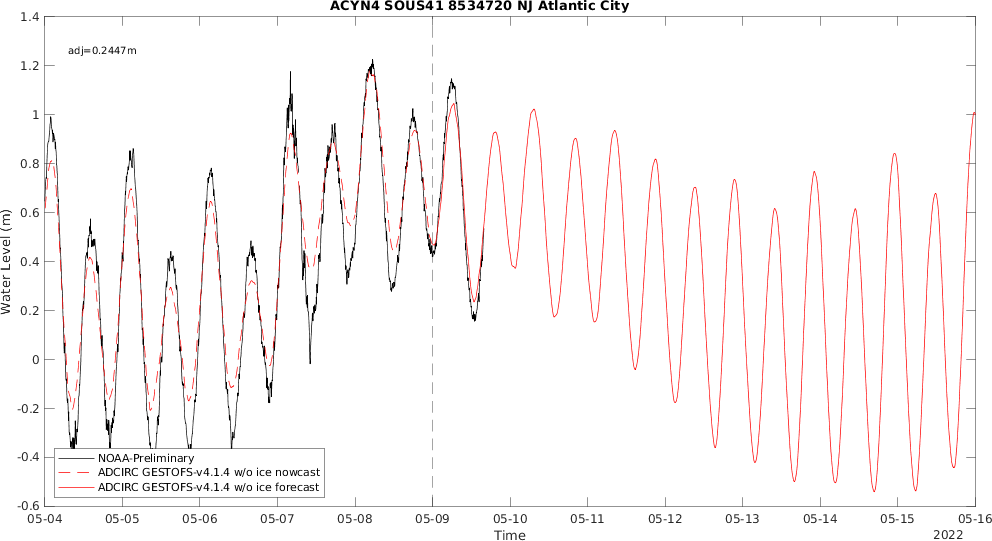 ACYN4 SOUS41 8534720 NJ Atlantic City
adj=0.2447m
1.4
1.2
1
0.8
0.6
0.4
0.2
0
-0.2
-0.4
-0.6
Water Level (m)
NOAA-Preliminary
ADCIRC GESTOFS-v4.1.4 w/o ice nowcast
ADCIRC GESTOFS-v4.1.4 w/o ice forecast
05-04 05-05 05-06 05-07 05-08 05-09 05-10 05-11 05-12 05-13 05-14 05-15 05-16
Time
2022